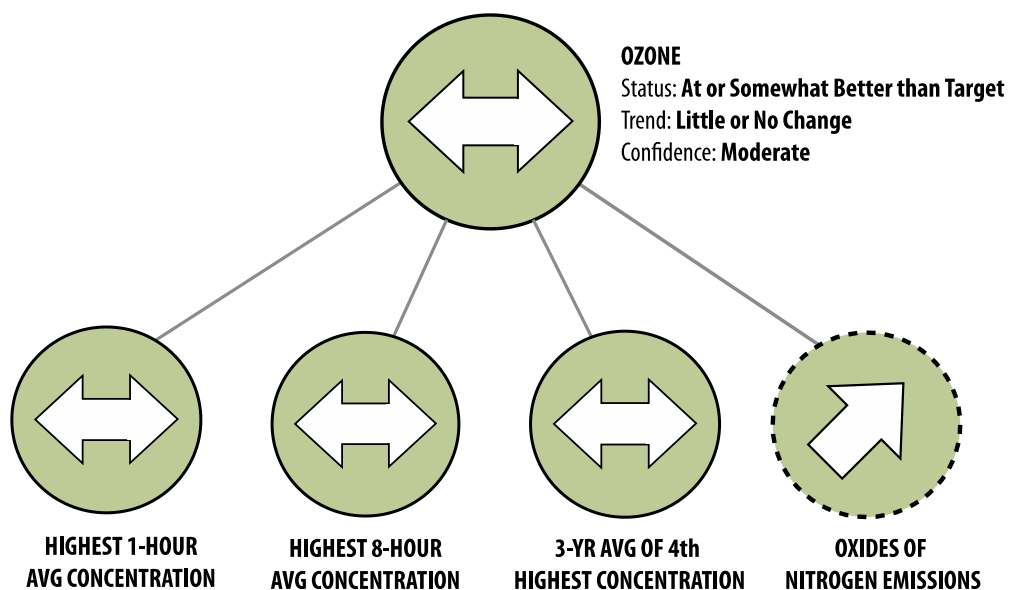 OZONE
Status: At or Somewhat Better than Target
Trend: Little or No Change
Confidence: Moderate
HIGHEST 1-HOUR
AVG CONCENTRATION
HIGHEST 8-HOUR
AVG CONCENTRATION
3-YR AVG OF 4th
HIGHEST CONCENTRATION
OXIDES OF
NITROGEN EMISSIONS